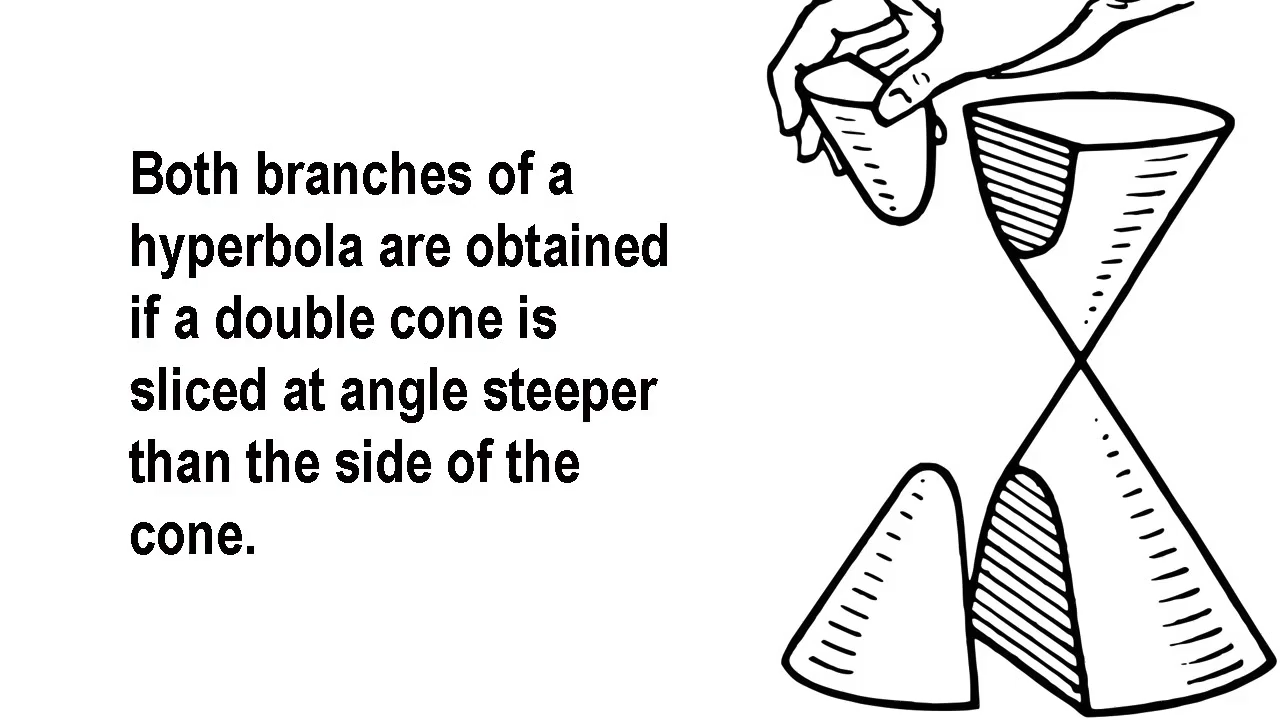 Both branches of a
hyperbola are obtained
if a double cone is
sliced at angle steeper
than the side of the
cone.